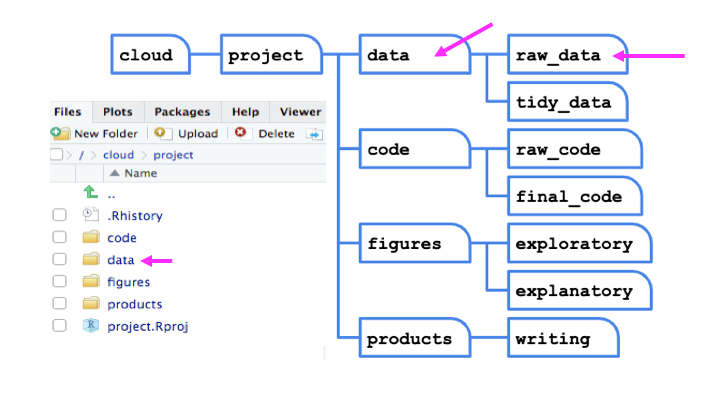 cloud project data raw_data
tidy_data
code raw_code
final_code
figures exploratory
explanatory
products writing
Files Plots Packages Help Viewer
New Folder Upload Delete
/ cloud project
Name
..
.Rhistory
code
data
figures
products
R project.Rproj